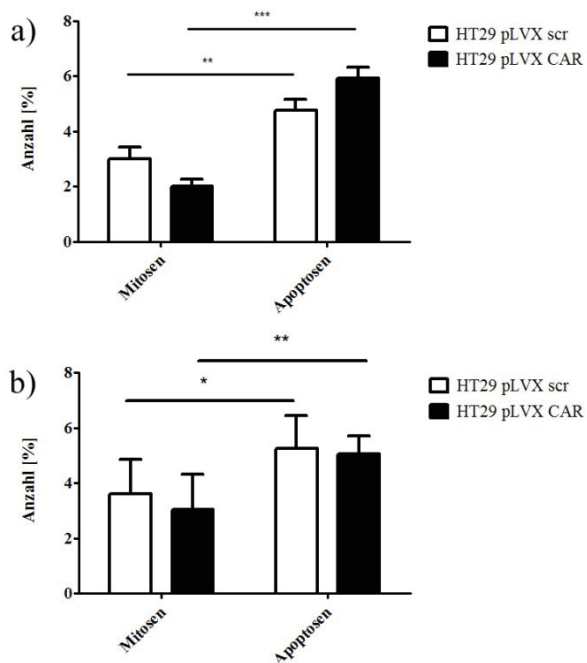 a)
***
**
HT29 pLVX scr
HT29 pLVX CAR
Anzahl [%]
8
6
4
2
0
Mitosen
Apoptosen
b)
**
*
HT29 pLVX scr
HT29 pLVX CAR
Anzahl [%]
8
6
4
2
0
Mitosen
Apoptosen